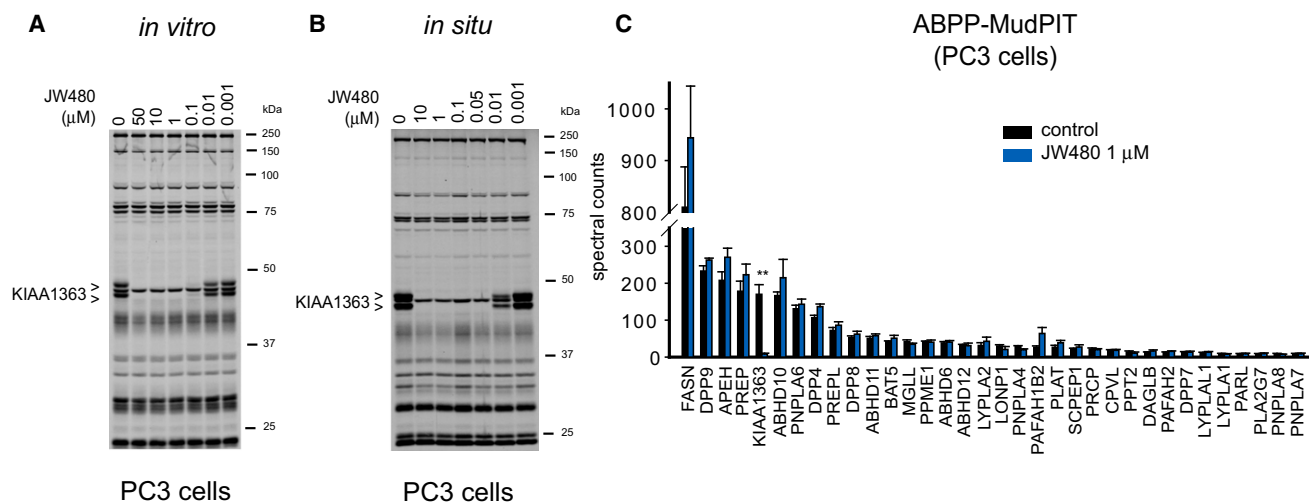 A
in vitro
JW480
(μM)
0
50
10
1
0.1
0.01
0.001
kDa
250
150
100
75
50
37
25
KIAA1363 >
>
PC3 cells
B
in situ
JW480
(μM)
0
10
1
0.1
0.05
0.01
0.001
kDa
250
150
100
75
50
37
25
KIAA1363 >
>
PC3 cells
C
ABPP-MudPIT
(PC3 cells)
control
JW480 1 μM
spectral counts
1000
900
800
300
200
100
0
**
FASN
DPP9
APEH
PREP
KIAA1363
ABHD10
PNPLA6
DPP4
PREPL
DPP8
ABHD11
BAT5
MGLL
PPME1
ABHD6
ABHD12
LYPLA2
LONP1
PNPLA4
PAFAH1B2
PLAT
SCPEP1
PRCP
CPVL
PPT2
DAGLB
PAFAH2
DPP7
LYPLAL1
LYPLA1
PARL
PLA2G7
PNPLA8
PNPLA7